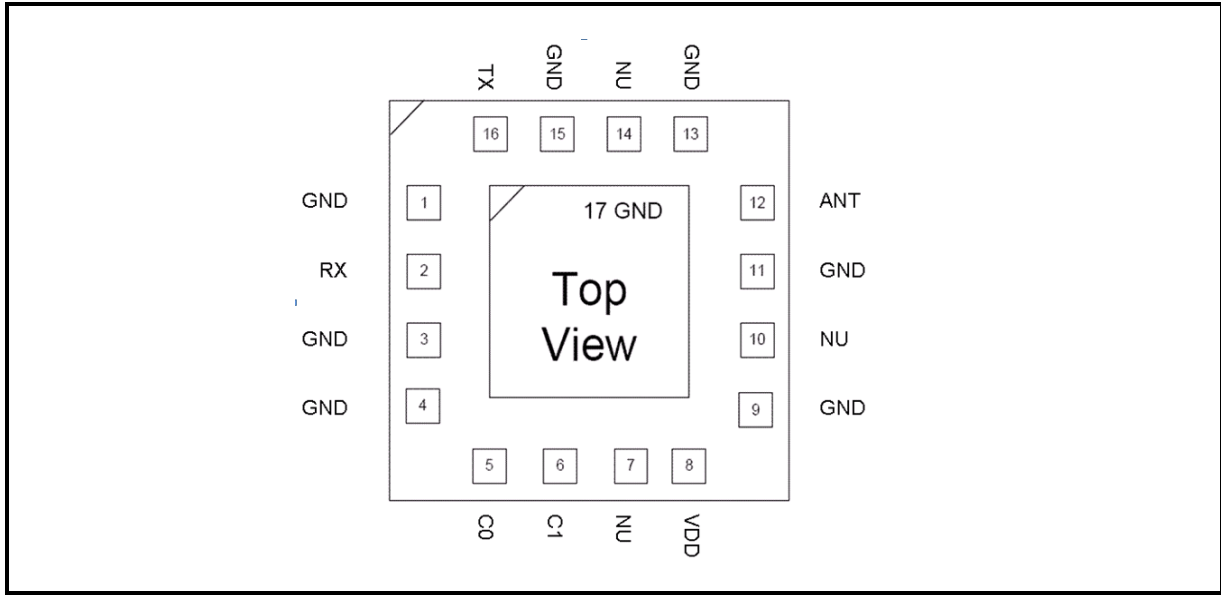 TX GND NU GND
16 15 14 13
GND 1 12 ANT
17 GND
RX 2 11 GND
Top
View
GND 3 10 NU
GND 4 9 GND
5 6 7 8
C0 C1 NU VDD